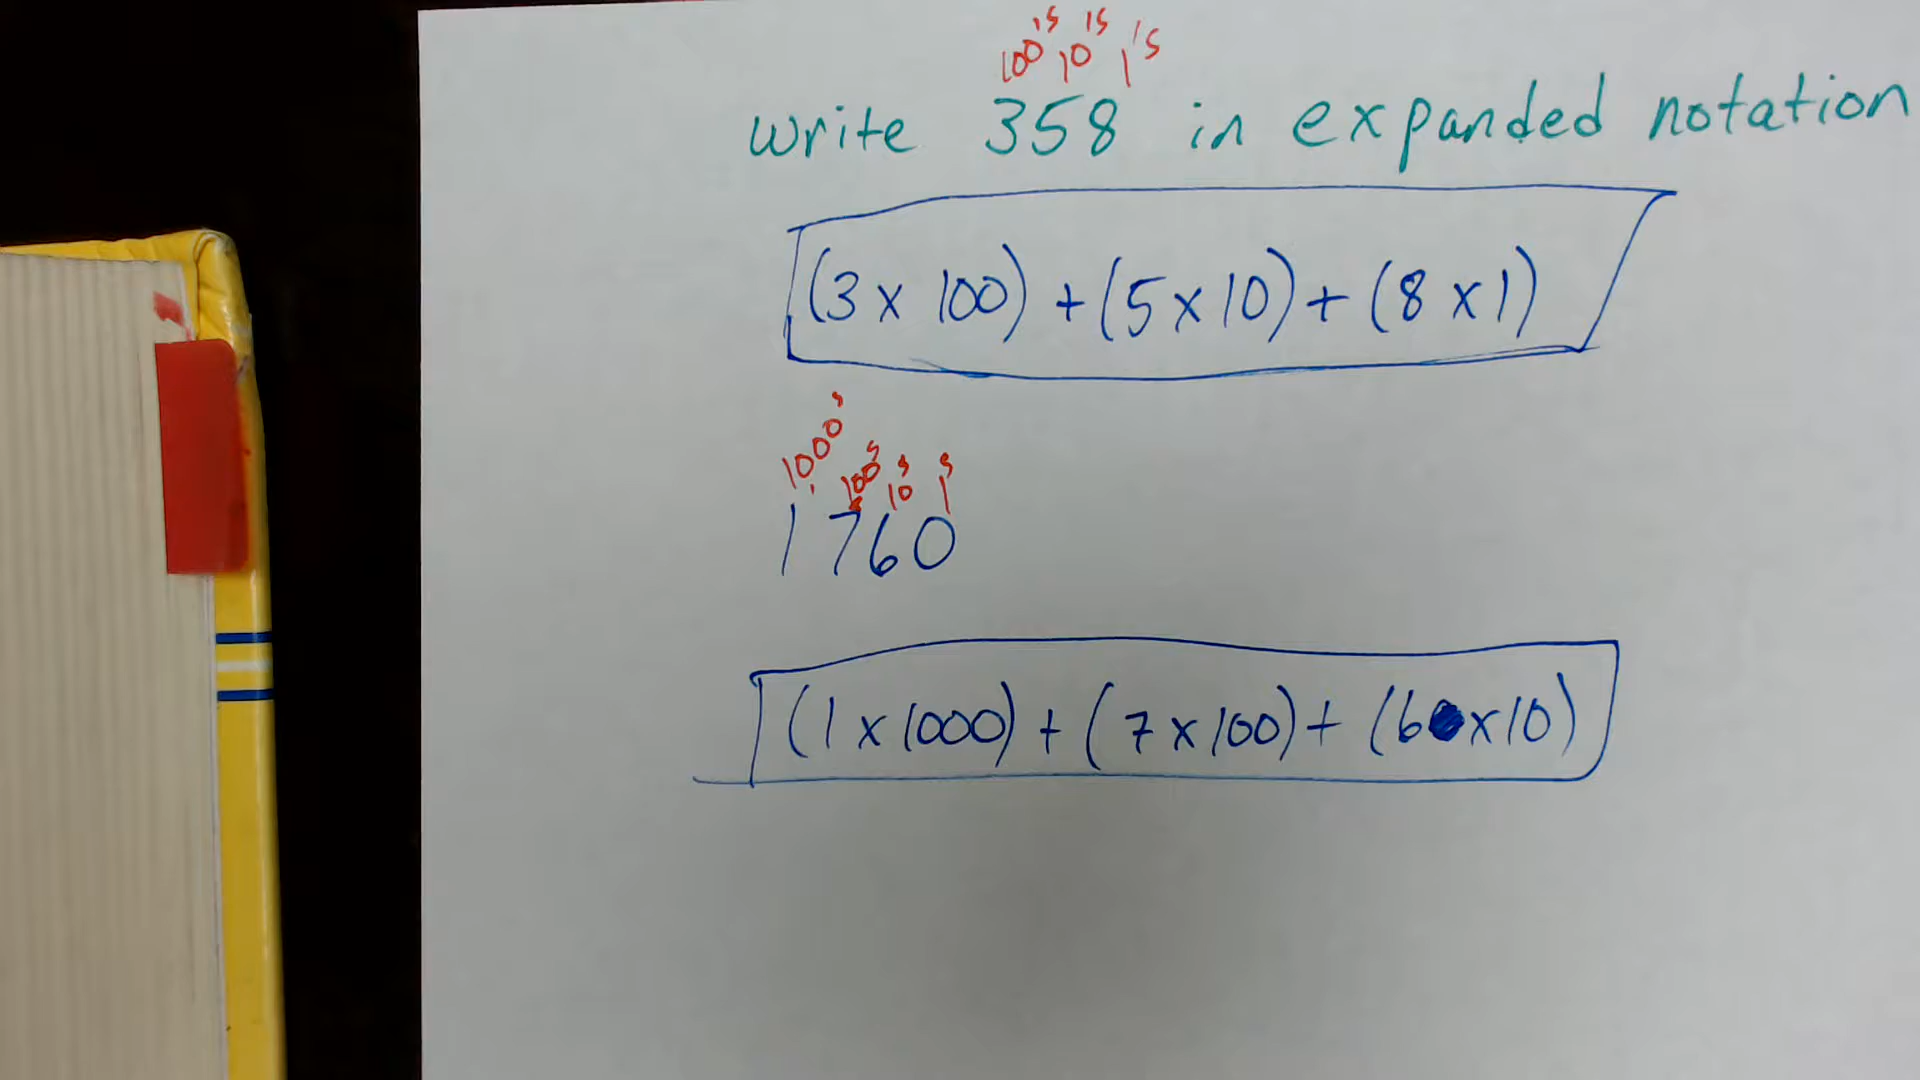 100's 10's 1's
write 358 in expanded notation
(3 x 100) + (5 x 10) + (8 x 1)
1000's 100's 10's 1's
1760
(1 x 1000) + (7 x 100) + (6 x 10)